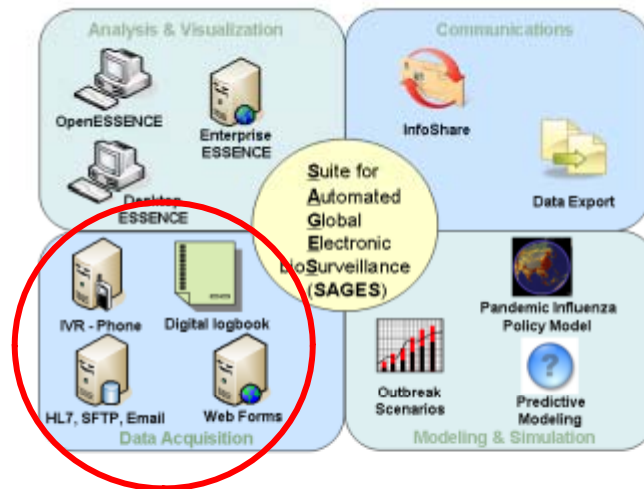 Analysis & Visualization
OpenESSENCE
Enterprise
ESSENCE
Desktop
ESSENCE
Communications
InfoShare
Data Export
Suite for
Automated
Global
Electronic
bioSurveillance
(SAGES)
IVR - Phone
Digital logbook
HL7, SFTP, Email
Web Forms
Data Acquisition
Pandemic Influenza
Policy Model
?
Outbreak
Scenarios
Predictive
Modeling
Modeling & Simulation